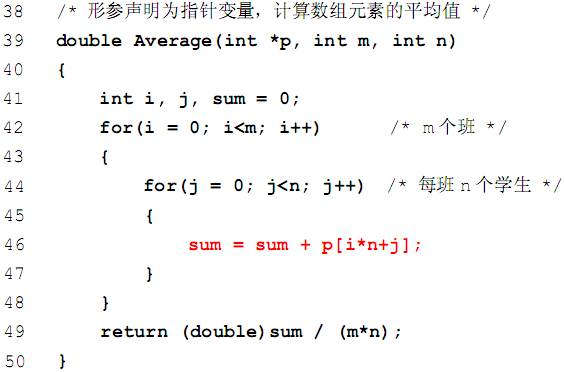 38 /* 形参声明为指针变量，计算数组元素的平均值 */
39 double Average(int *p, int m, int n)
40 {
41     int i, j, sum = 0;
42     for(i = 0; i<m; i++)      /* m个班 */
43     {
44         for(j = 0; j<n; j++)  /* 每班n个学生 */
45         {
46             sum = sum + p[i*n+j];
47         }
48     }
49     return (double)sum / (m*n);
50 }